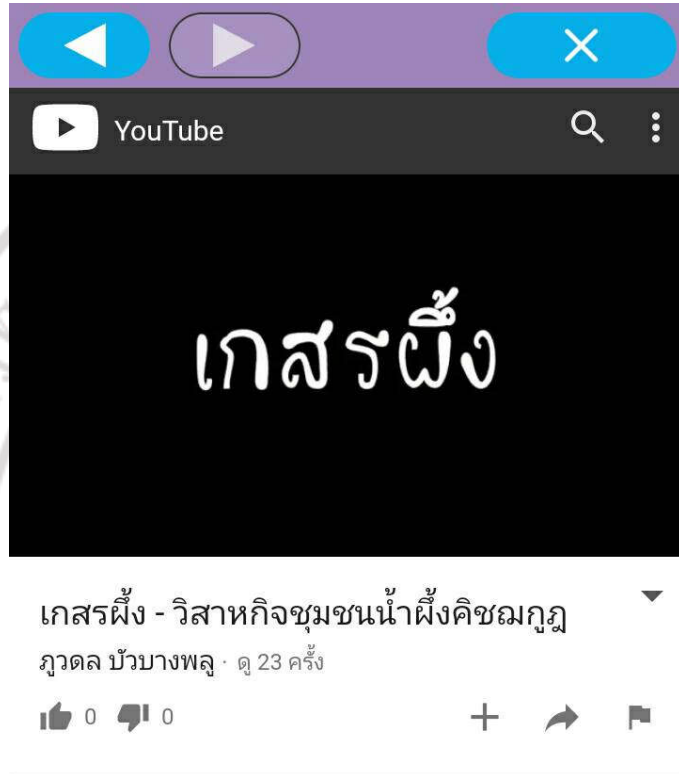 YouTube
เกสรผึ้ง
เกสรผึ้ง - วิสาหกิจชุมชนน้ำผึ้งคิชฌกูฏ
ภูวดล บัวบางพลู · ดู 23 ครั้ง
0 0